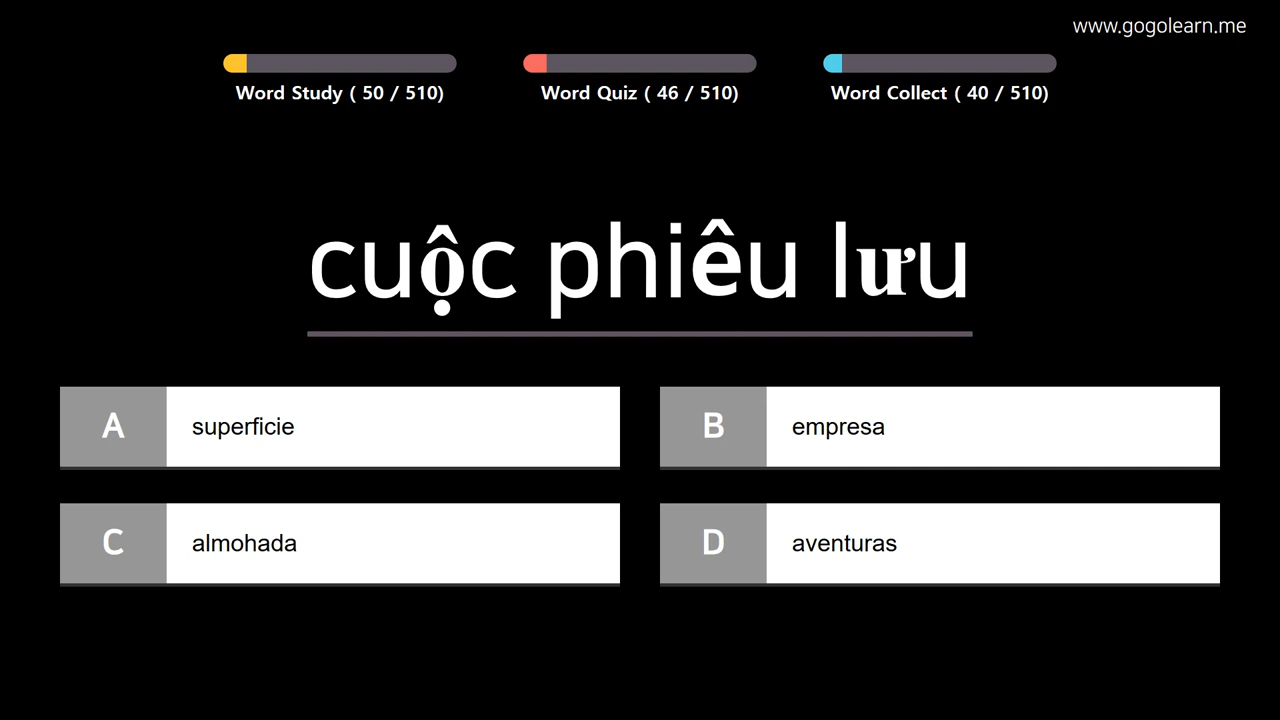 www.gogolearn.me
Word Study ( 50 / 510)
Word Quiz ( 46 / 510)
Word Collect ( 40 / 510)
cuộc phiêu lưu
A superficie
B empresa
C almohada
D aventuras